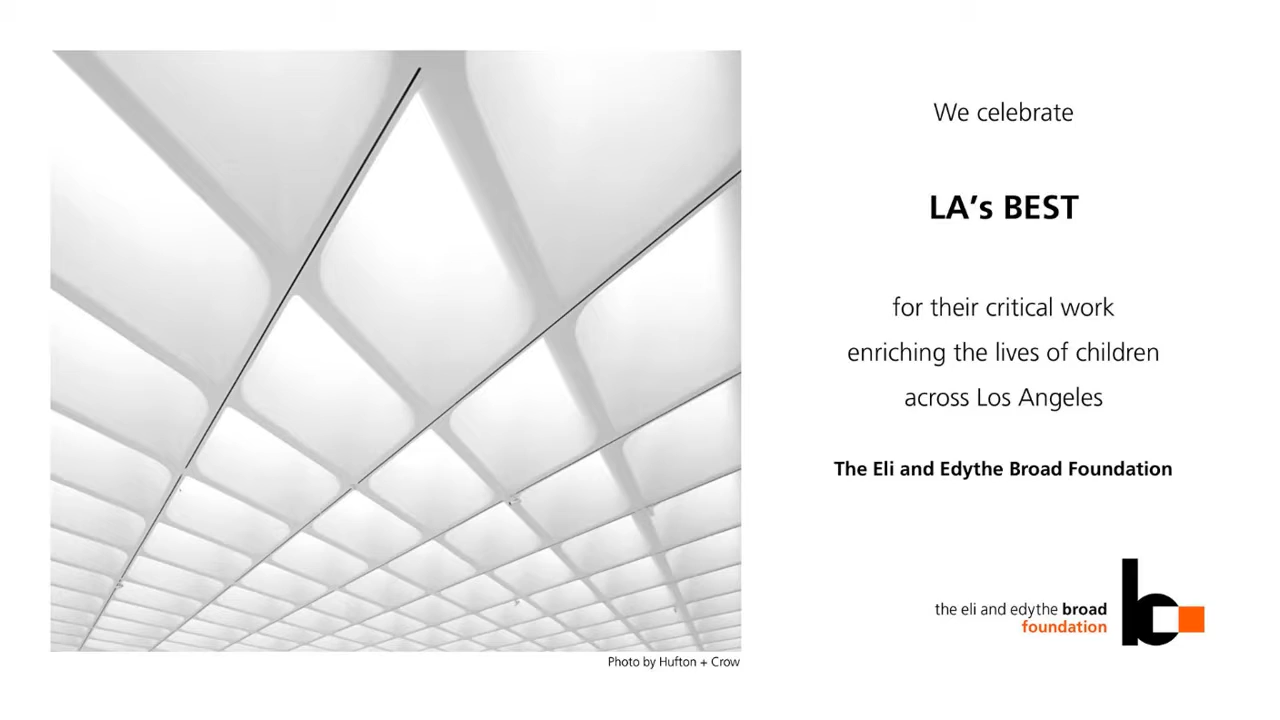 We celebrate
LA's BEST
for their critical work
enriching the lives of children
across Los Angeles
The Eli and Edythe Broad Foundation
the eli and edythe broad
foundation
b
Photo by Hufton + Crow